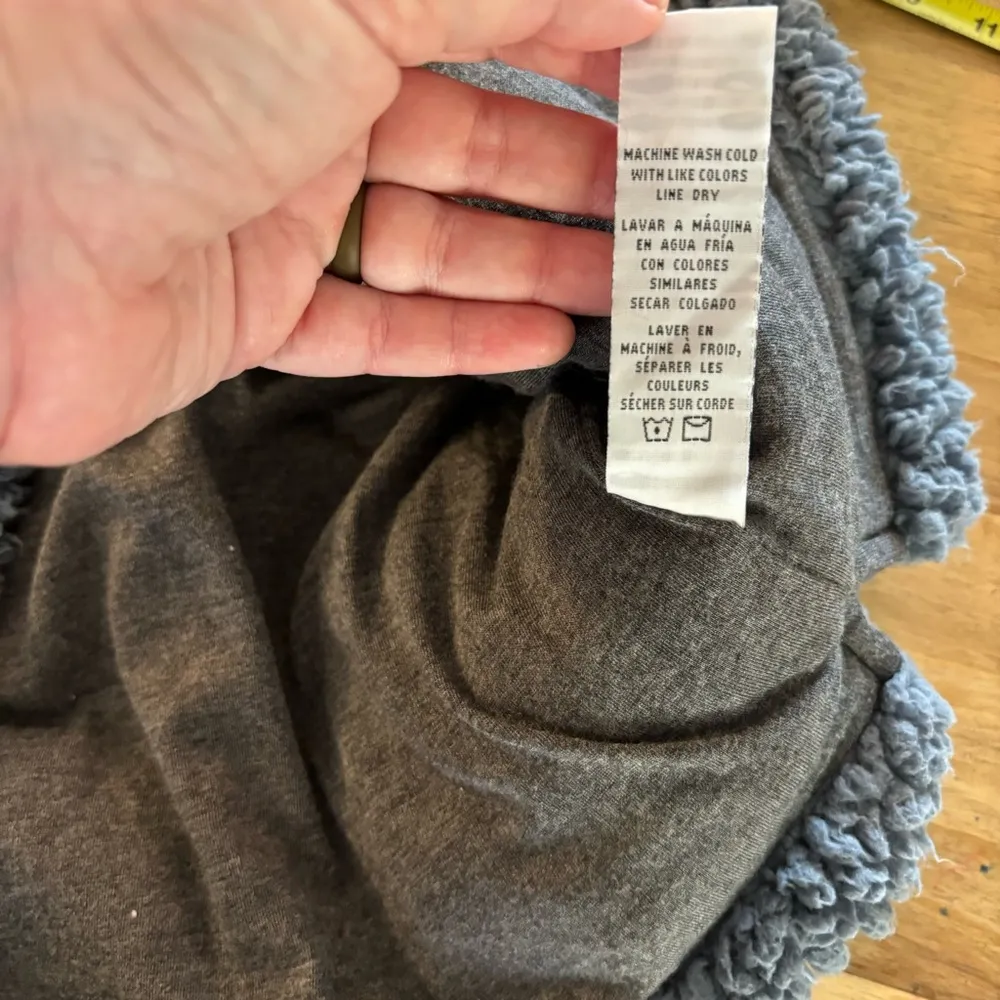 11
MACHINE WASH COLD
WITH LIKE COLORS
LINE DRY
LAVAR A MÁQUINA
EN AGUA FRÍA
CON COLORES
SIMILARES
SECAR COLGADO
LAVER EN
MACHINE À FROID,
SÉPARER LES
COULEURS
SÉCHER SUR CORDE